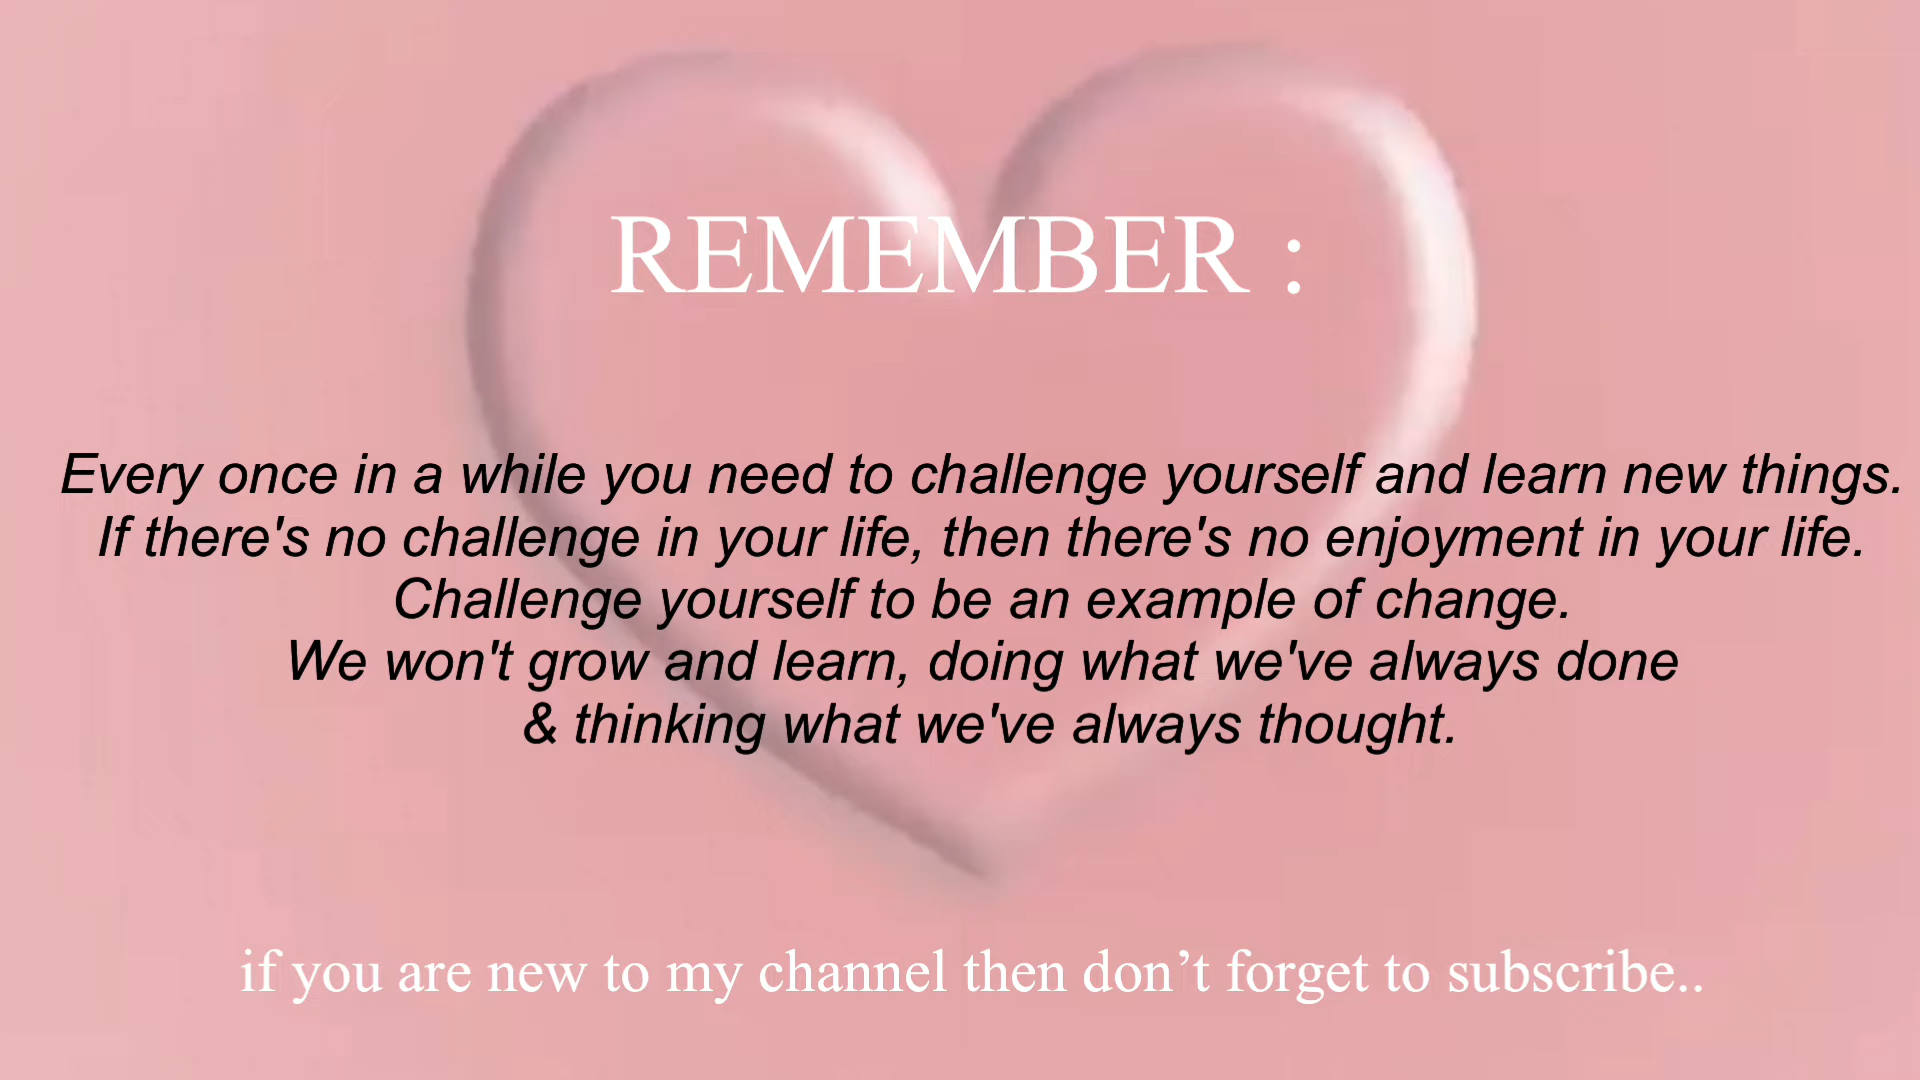 REMEMBER :
Every once in a while you need to challenge yourself and learn new things.
If there's no challenge in your life, then there's no enjoyment in your life.
Challenge yourself to be an example of change.
We won't grow and learn, doing what we've always done
& thinking what we've always thought.
if you are new to my channel then don’t forget to subscribe..